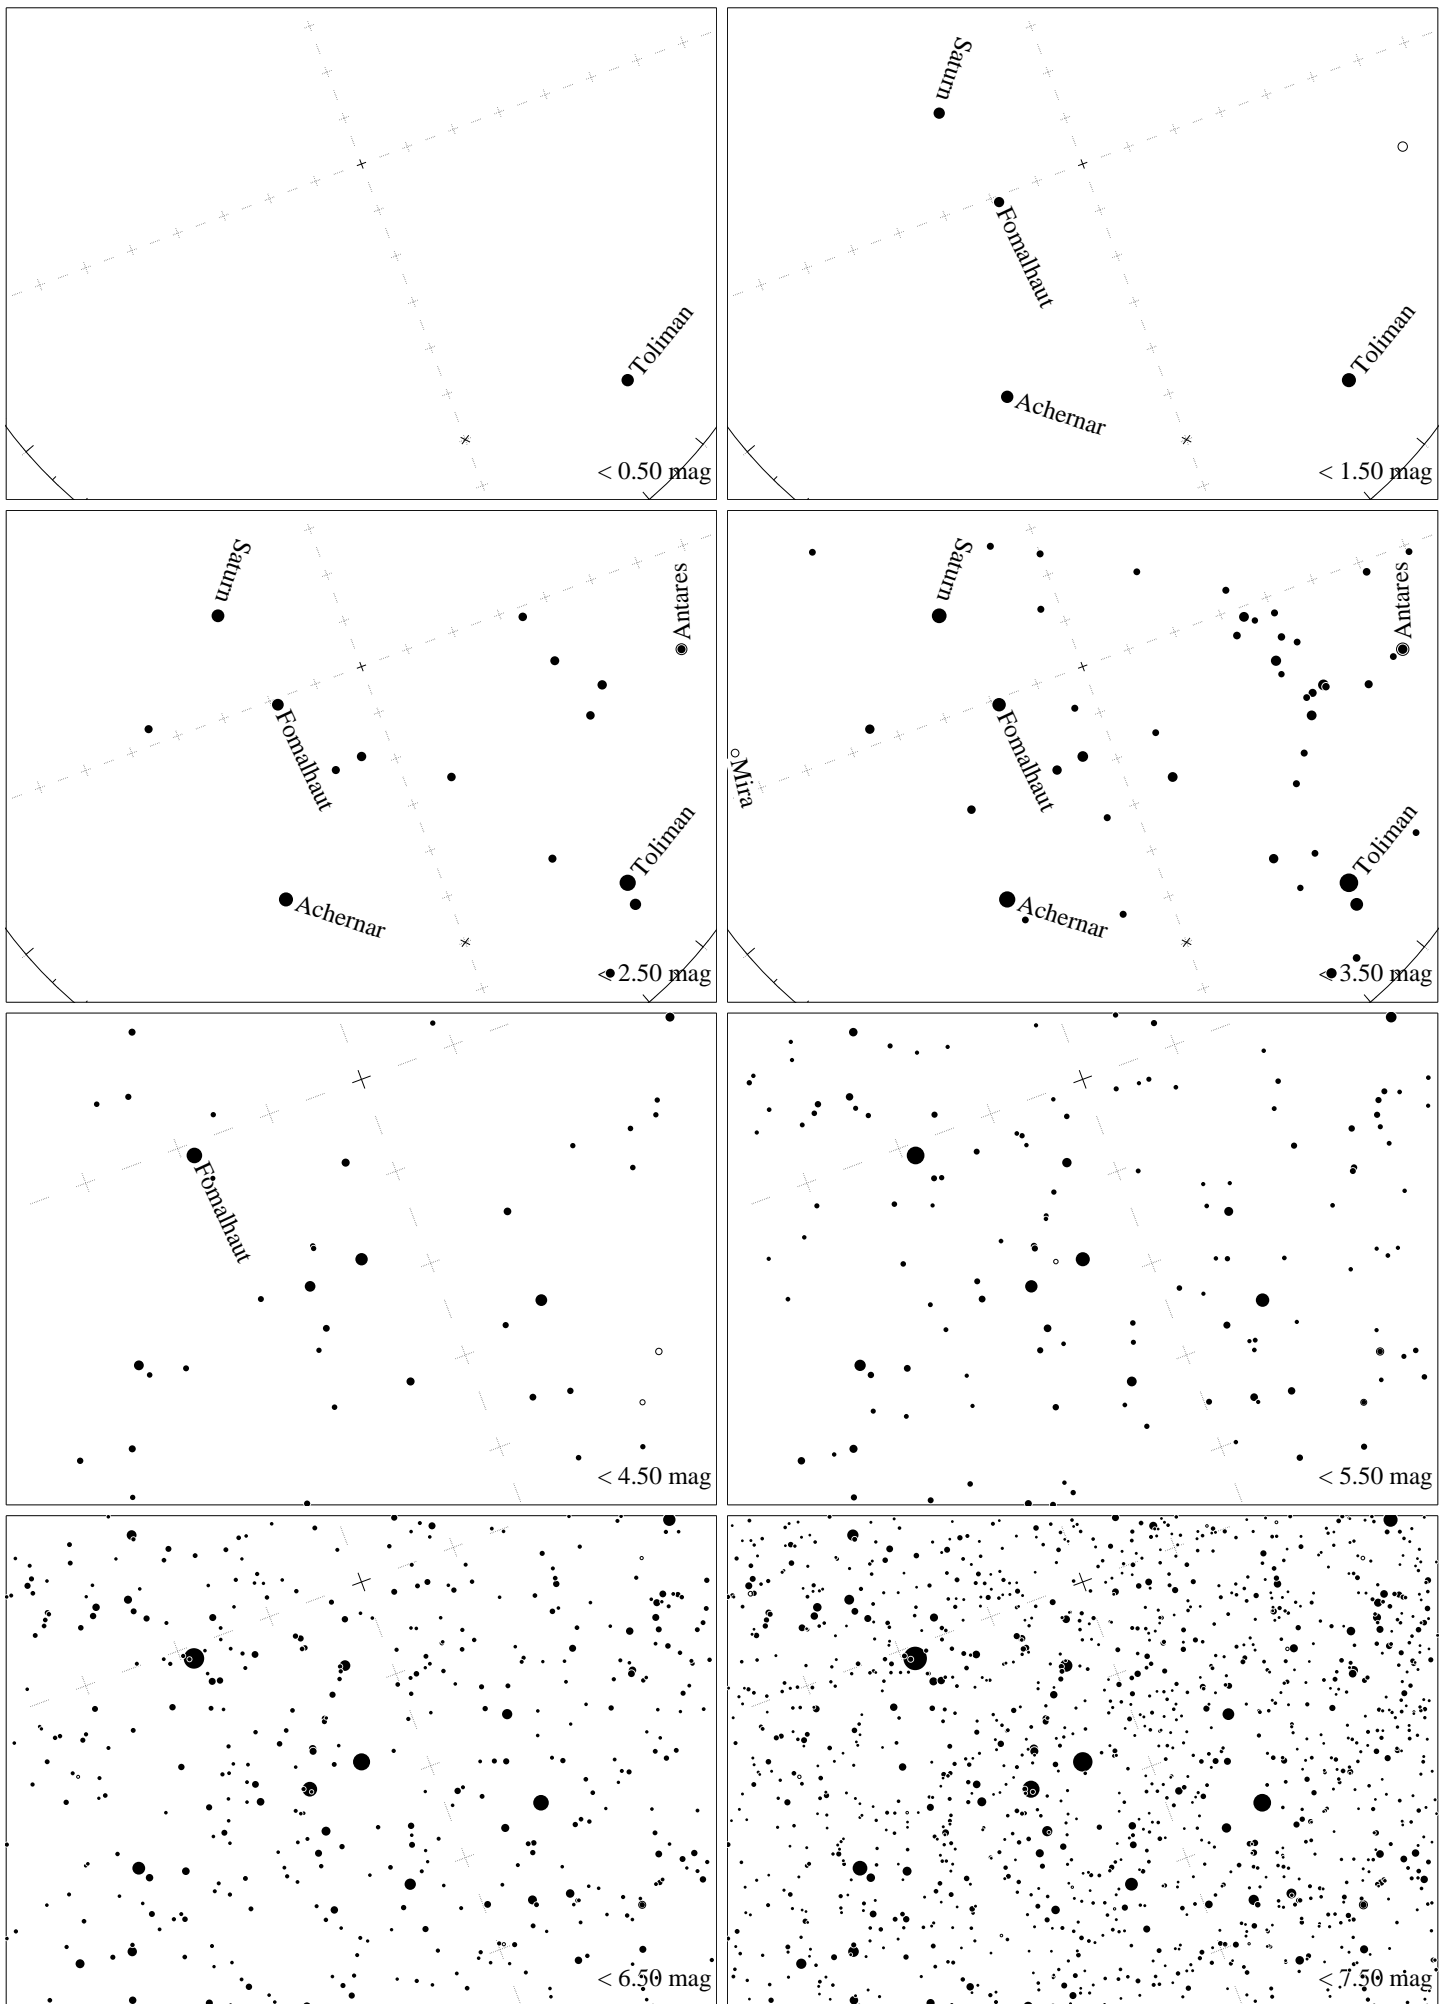 Toliman
< 0.50 mag
Saturn
Fomalhaut
Toliman
Achernar
< 1.50 mag
Saturn
Antares
Fomalhaut
Toliman
Achernar
< 2.50 mag
Saturn
Antares
Fomalhaut
Mira
Toliman
Achernar
< 3.50 mag
Fomalhaut
< 4.50 mag
< 5.50 mag
< 6.50 mag
< 7.50 mag